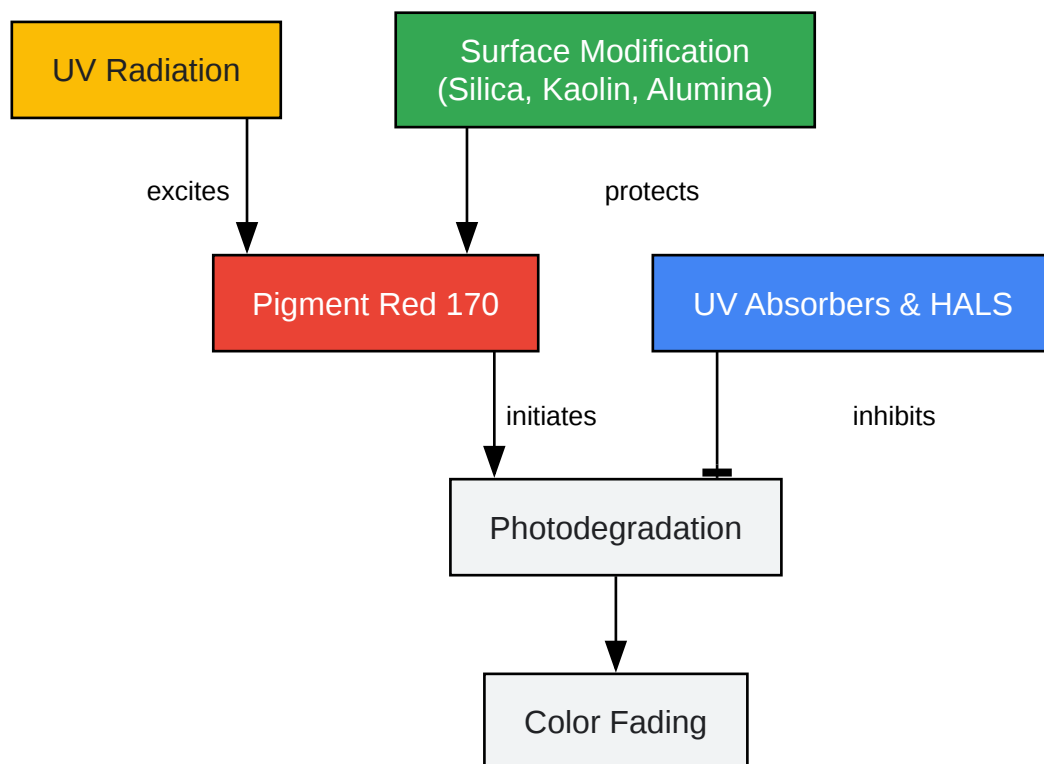 UV Radiation
Surface Modification
(Silica, Kaolin, Alumina)
excites
protects
Pigment Red 170
UV Absorbers & HALS
initiates
inhibits
Photodegradation
Color Fading